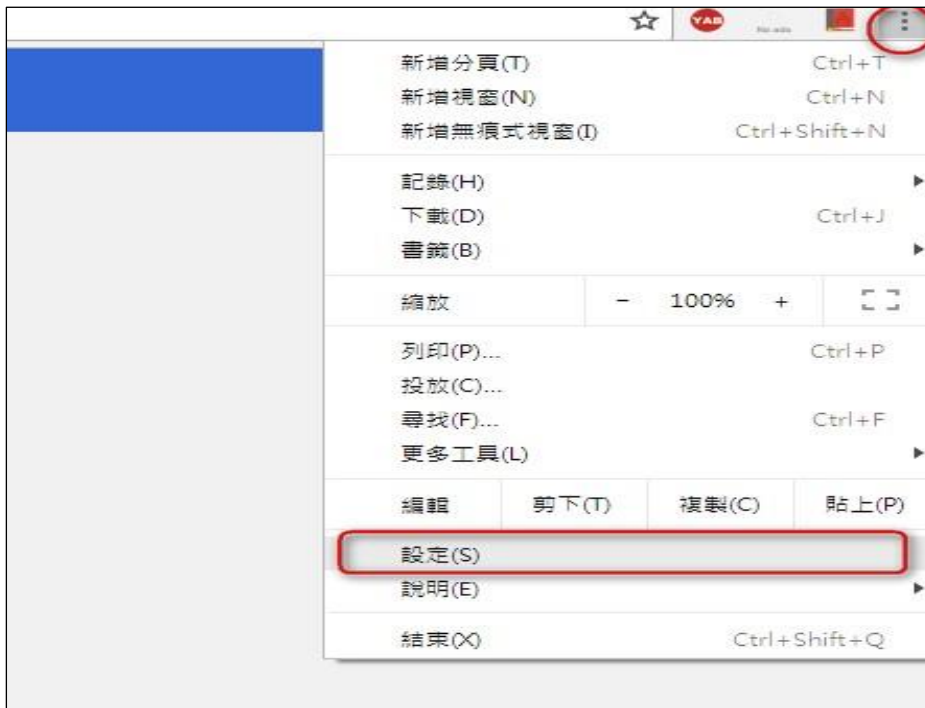 YAB
新增分頁(T) Ctrl+T
新增視窗(N) Ctrl+N
新增無痕式視窗(I) Ctrl+Shift+N
記錄(H)
下載(D) Ctrl+J
書籤(B)
縮放 - 100% +
列印(P)... Ctrl+P
投放(C)...
尋找(F)... Ctrl+F
更多工具(L)
編輯 剪下(T) 複製(C) 貼上(P)
設定(S)
說明(E)
結束(X) Ctrl+Shift+Q